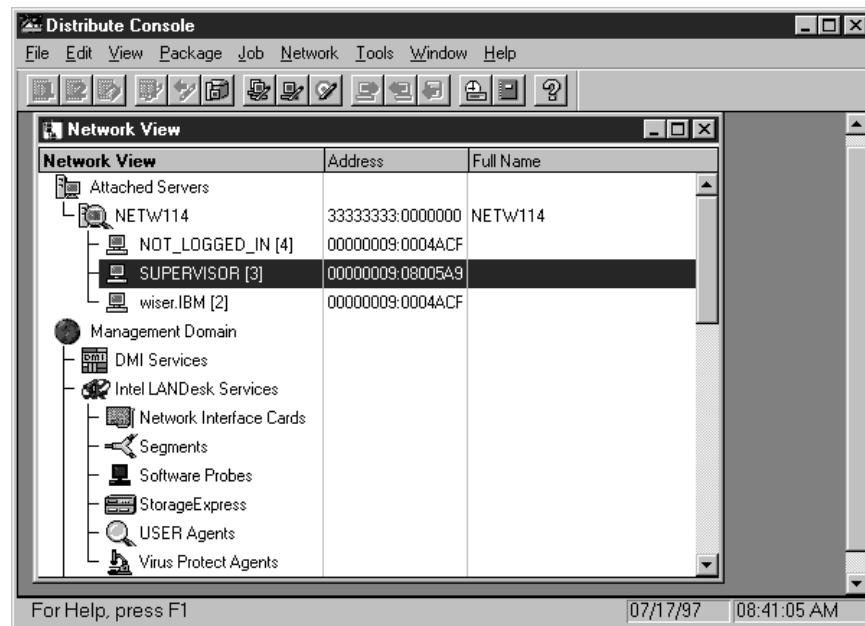 Distribute Console
File Edit View Package Job Network Tools Window Help
Network View
Network View Address Full Name
Attached Servers
NETW114 33333333:0000000 NETW114
NOT_LOGGED_IN [4] 00000009:0004ACF
SUPERVISOR [3] 00000009:08005A9
wiser.IBM [2] 00000009:0004ACF
Management Domain
DMI Services
Intel LANDesk Services
Network Interface Cards
Segments
Software Probes
StorageExpress
USER Agents
Virus Protect Agents
For Help, press F1 07/17/97 08:41:05 AM